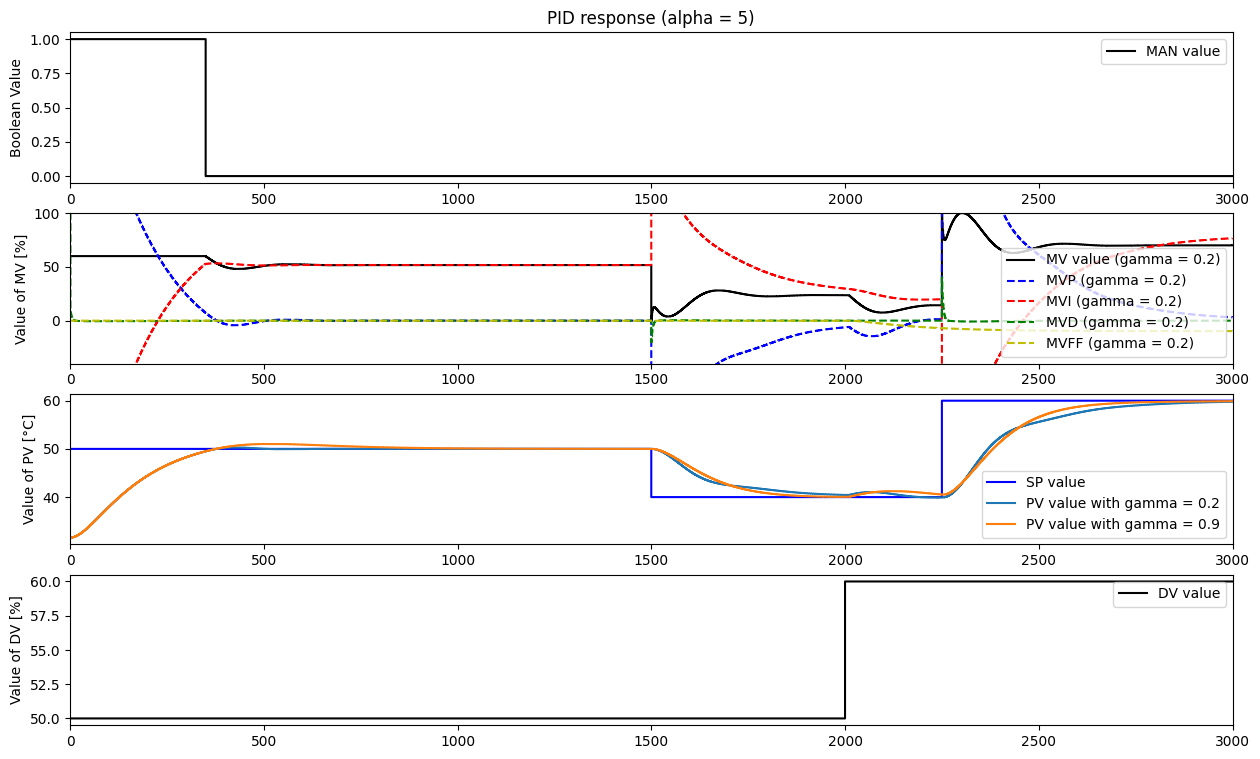 PID response (alpha = 5)
Boolean Value
1.00
0.75
0.50
0.25
0.00
MAN value
0 500 1000 1500 2000 2500 3000
Value of MV [%]
100
50
0
MV value (gamma = 0.2)
MVP (gamma = 0.2)
MVI (gamma = 0.2)
MVD (gamma = 0.2)
MVFF (gamma = 0.2)
0 500 1000 1500 2000 2500 3000
Value of PV [°C]
60
50
40
SP value
PV value with gamma = 0.2
PV value with gamma = 0.9
0 500 1000 1500 2000 2500 3000
Value of DV [%]
60.0
57.5
55.0
52.5
50.0
DV value
0 500 1000 1500 2000 2500 3000